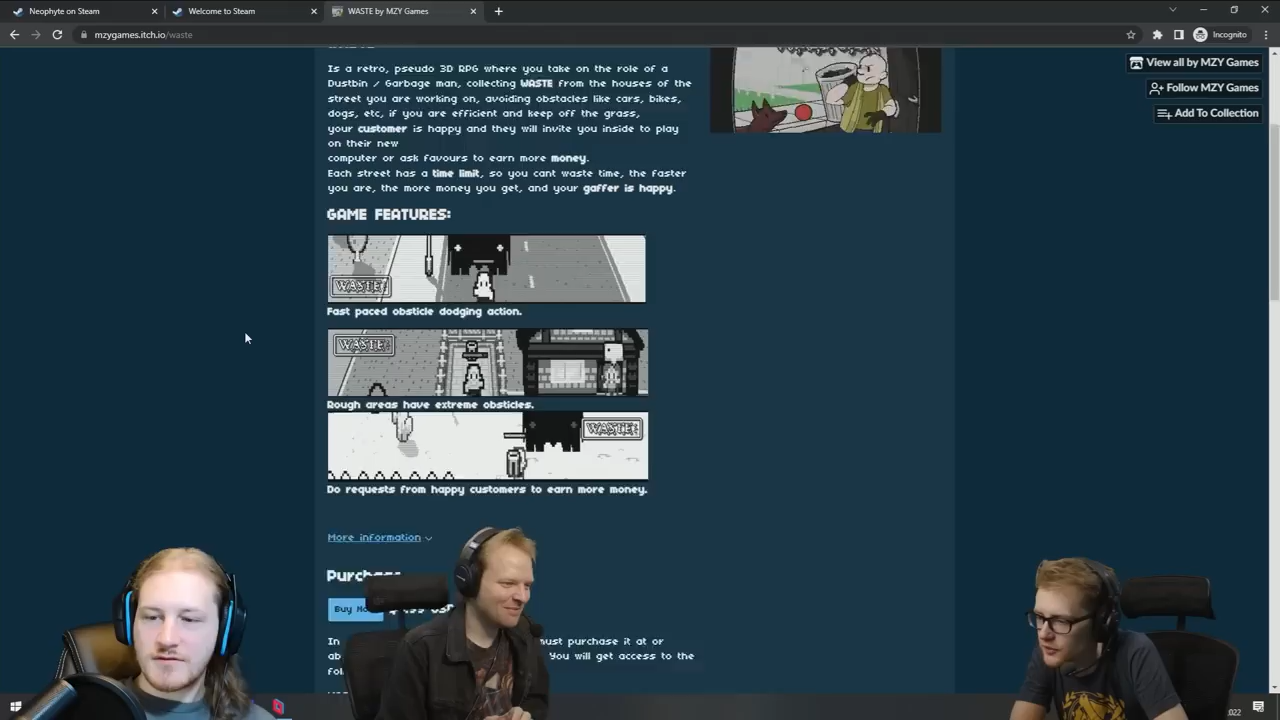 Neophyte on Steam
Welcome to Steam
WASTE by MZY Games
mzygames.itch.io/waste
Incognito
View all by MZY Games
Follow MZY Games
Add To Collection
Is a retro, pseudo 3D RPG where you take on the role of a
Dustbin / Garbage man, collecting WASTE from the houses of the
street you are working on, avoiding obstacles like cars, bikes,
dogs, etc, if you are efficient and keep off the grass,
your customer is happy and they will invite you inside to play
on their new
computer or ask favours to earn more money.
Each street has a time limit, so you cant waste time, the faster
you are, the more money you get, and your gaffer is happy.
GAME FEATURES:
WASTE
Fast paced obsticle dodging action.
WASTE
Rough areas have extreme obsticles.
WASTE
Do requests from happy customers to earn more money.
More information
Purchase
Buy
USD
In must purchase it at or
You will get access to the